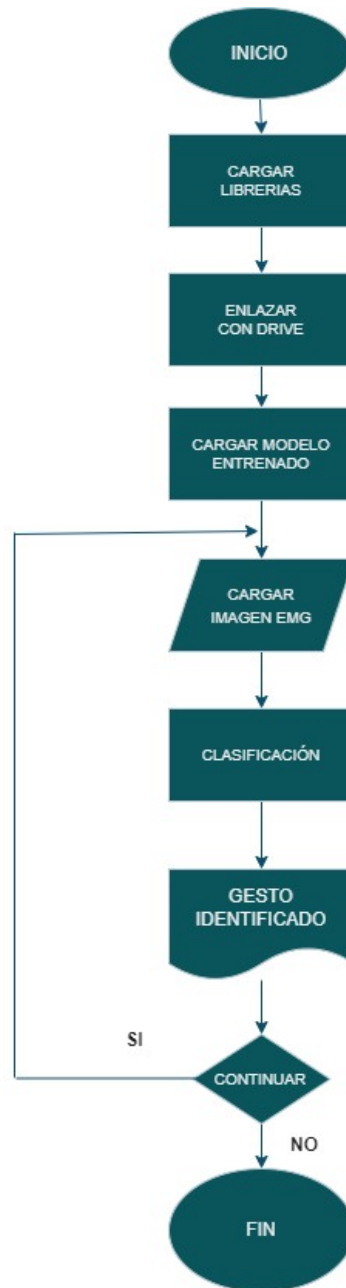 INICIO
CARGAR
LIBRERIAS
ENLAZAR
CON DRIVE
CARGAR MODELO
ENTRENADO
CARGAR
IMAGEN EMG
CLASIFICACIÓN
GESTO
IDENTIFICADO
SI
CONTINUAR
NO
FIN